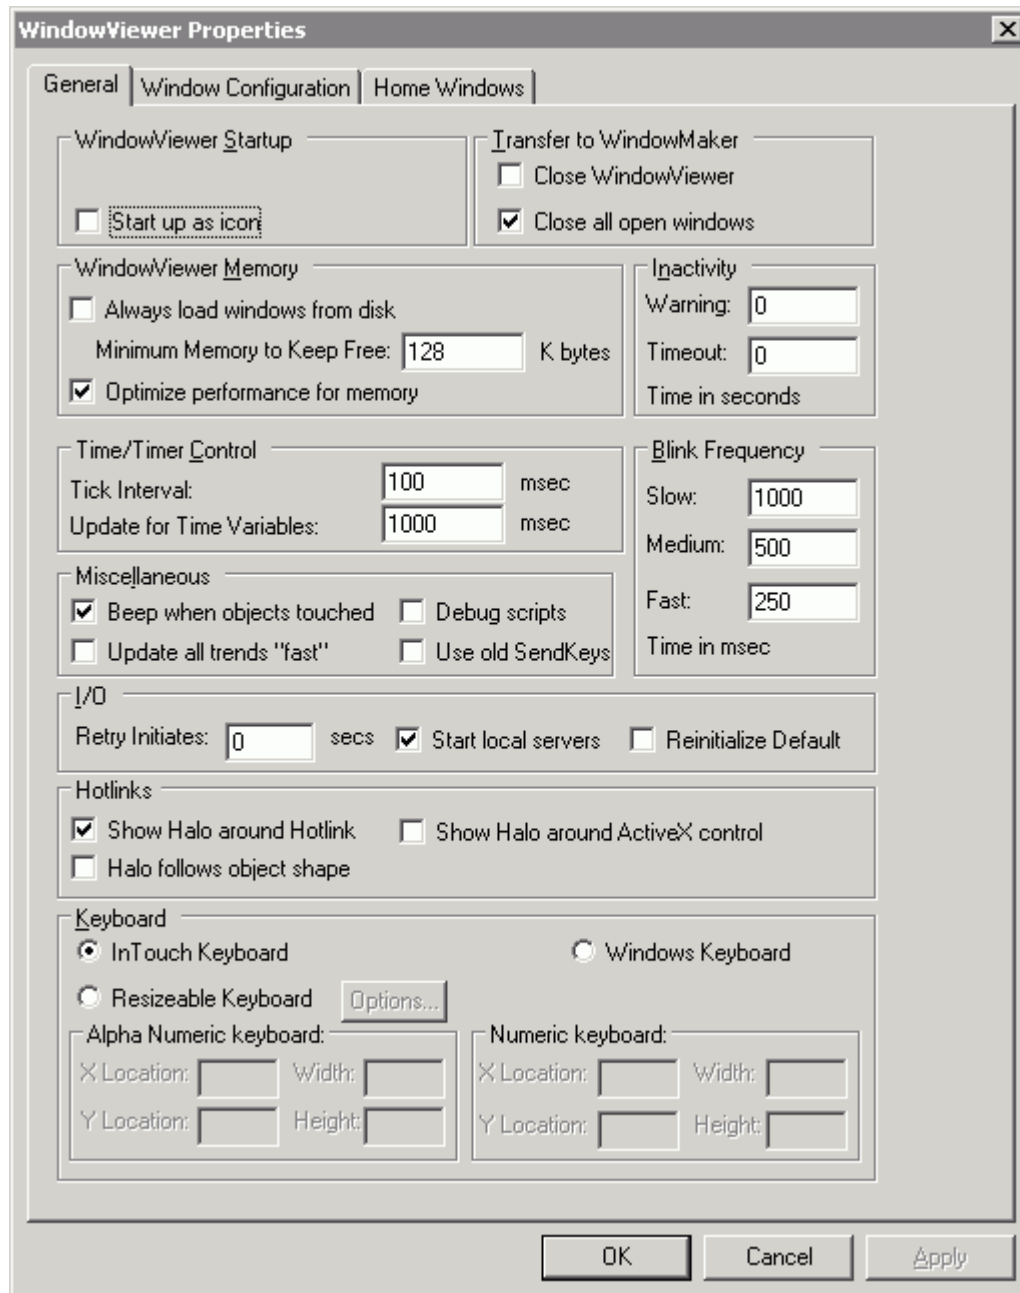 WindowViewer Properties
General Window Configuration Home Windows
WindowViewer Startup
Start up as icon
Transfer to WindowMaker
Close WindowViewer
Close all open windows
WindowViewer Memory
Always load windows from disk
Minimum Memory to Keep Free: 128 K bytes
Optimize performance for memory
Inactivity
Warning: 0
Timeout: 0
Time in seconds
Time/Timer Control
Tick Interval: 100 msec
Update for Time Variables: 1000 msec
Blink Frequency
Slow: 1000
Medium: 500
Fast: 250
Time in msec
Miscellaneous
Beep when objects touched Debug scripts
Update all trends "fast" Use old SendKeys
I/O
Retry Initiates: 0 secs Start local servers Reinitialize Default
Hotlinks
Show Halo around Hotlink Show Halo around ActiveX control
Halo follows object shape
Keyboard
InTouch Keyboard Windows Keyboard
Resizeable Keyboard Options...
Alpha Numeric keyboard:
X Location: Width:
Y Location: Height:
Numeric keyboard:
X Location: Width:
Y Location: Height:
OK Cancel Apply